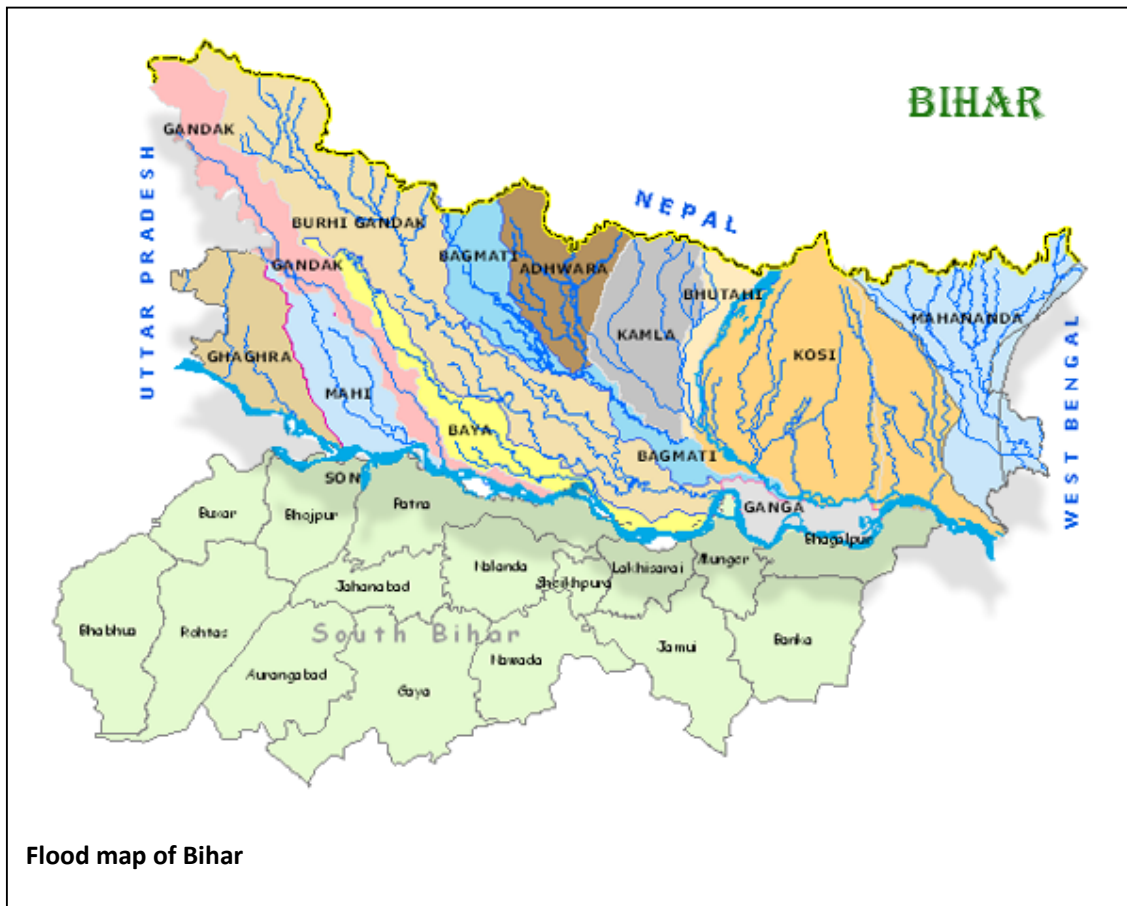 BIHAR
GANDAK
UTTAR PRADESH
NEPAL
BURHI GANDAK
BAGMATI
ADHWARA
GANDAK
BHUTAHI
MAHANANDA
KAMLA
GHAGHRA
KOSI
MAHI
WEST BENGAL
BAYA
BAGMATI
SON
Patna
GANGA
Buxar
Bhojpur
Bhagalpur
Nalanda
Lakhisarai
Munger
Jahanabad
Sheikhpura
Bhabhua
Rohtas
South Bihar
Jamui
Banka
Nawada
Aurangabad
Gaya
Flood map of Bihar